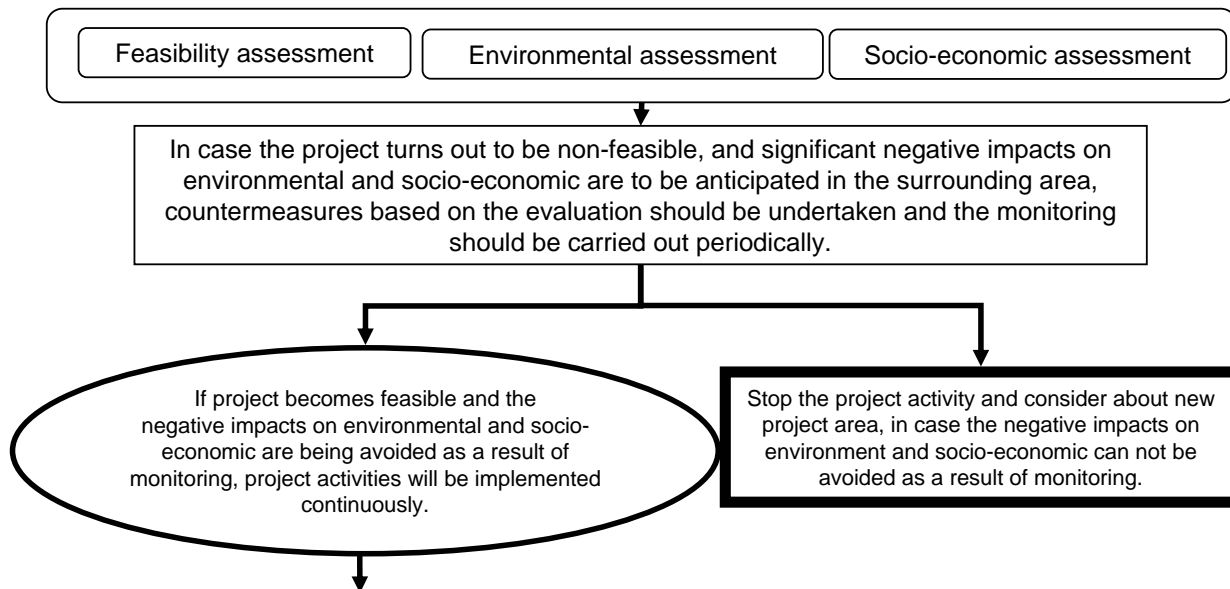 Feasibility assessment
Environmental assessment
Socio-economic assessment
In case the project turns out to be non-feasible, and significant negative impacts on
environmental and socio-economic are to be anticipated in the surrounding area,
countermeasures based on the evaluation should be undertaken and the monitoring
should be carried out periodically.
If project becomes feasible and the
negative impacts on environmental and socio-
economic are being avoided as a result of
monitoring, project activities will be implemented
continuously.
Stop the project activity and consider about new
project area, in case the negative impacts on
environment and socio-economic can not be
avoided as a result of monitoring.